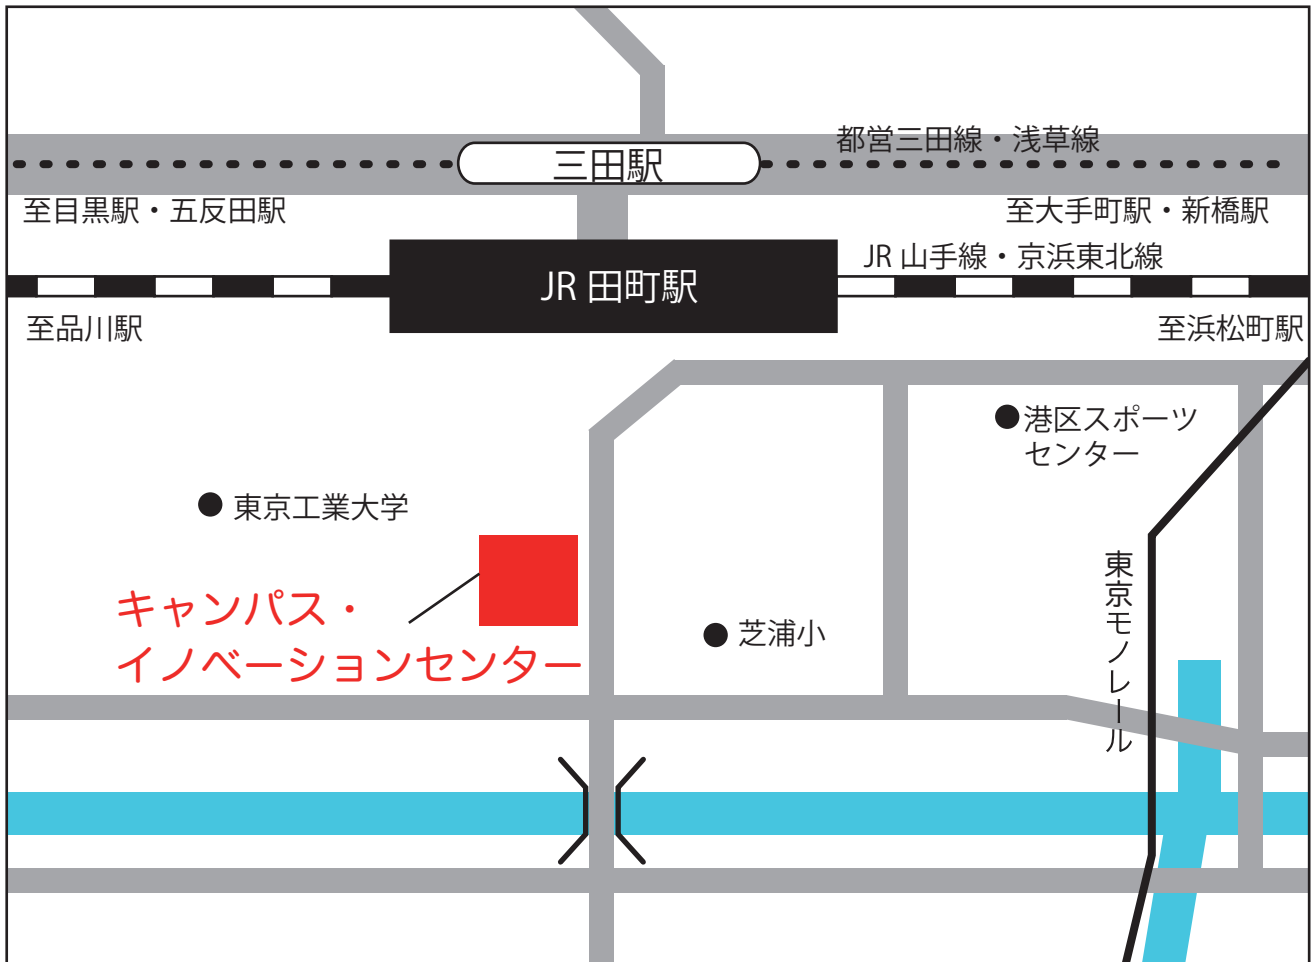 都営三田線・浅草線
三田駅
至目黒駅・五反田駅
至大手町駅・新橋駅
JR 山手線・京浜東北線
JR 田町駅
至品川駅
至浜松町駅
港区スポーツ
センター
東京工業大学
東京モノレール
キャンパス・
イノベーションセンター
芝浦小